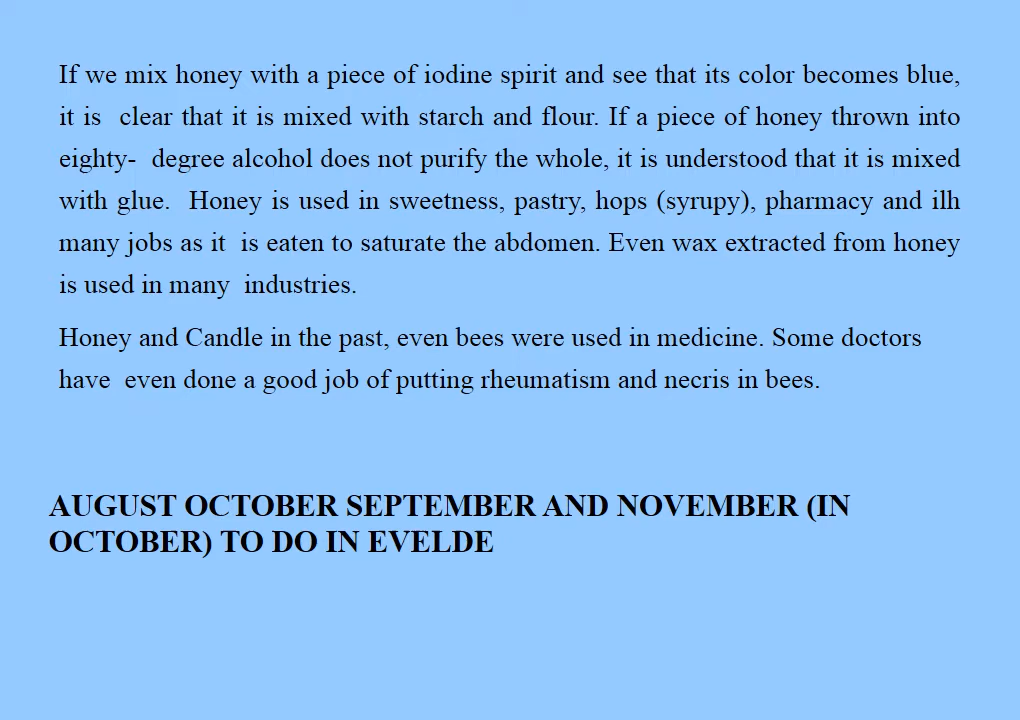 If we mix honey with a piece of iodine spirit and see that its color becomes blue,
it is  clear that it is mixed with starch and flour. If a piece of honey thrown into
eighty-  degree alcohol does not purify the whole, it is understood that it is mixed
with glue.  Honey is used in sweetness, pastry, hops (syrupy), pharmacy and ilh
many jobs as it  is eaten to saturate the abdomen. Even wax extracted from honey
is used in many  industries.
Honey and Candle in the past, even bees were used in medicine. Some doctors
have  even done a good job of putting rheumatism and necris in bees.
AUGUST OCTOBER SEPTEMBER AND NOVEMBER (IN
OCTOBER) TO DO IN EVELDE